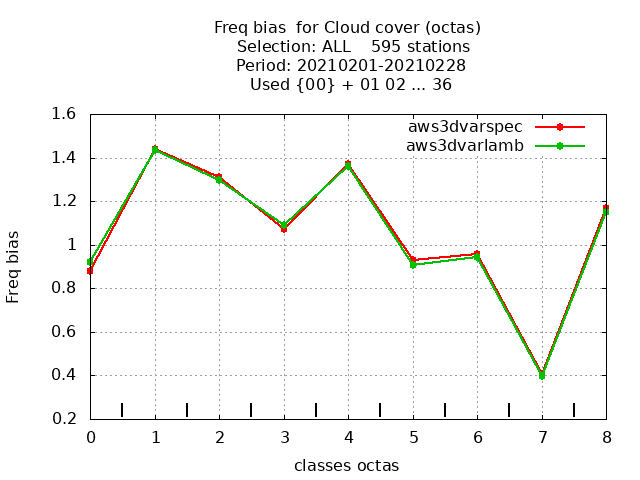 Freq bias  for Cloud cover (octas)
Selection: ALL    595 stations
Period: 20210201-20210228
Used {00} + 01 02 ... 36
aws3dvarspec
aws3dvarlamb
Freq bias
1.6
1.4
1.2
1
0.8
0.6
0.4
0.2
0 1 2 3 4 5 6 7 8
classes octas